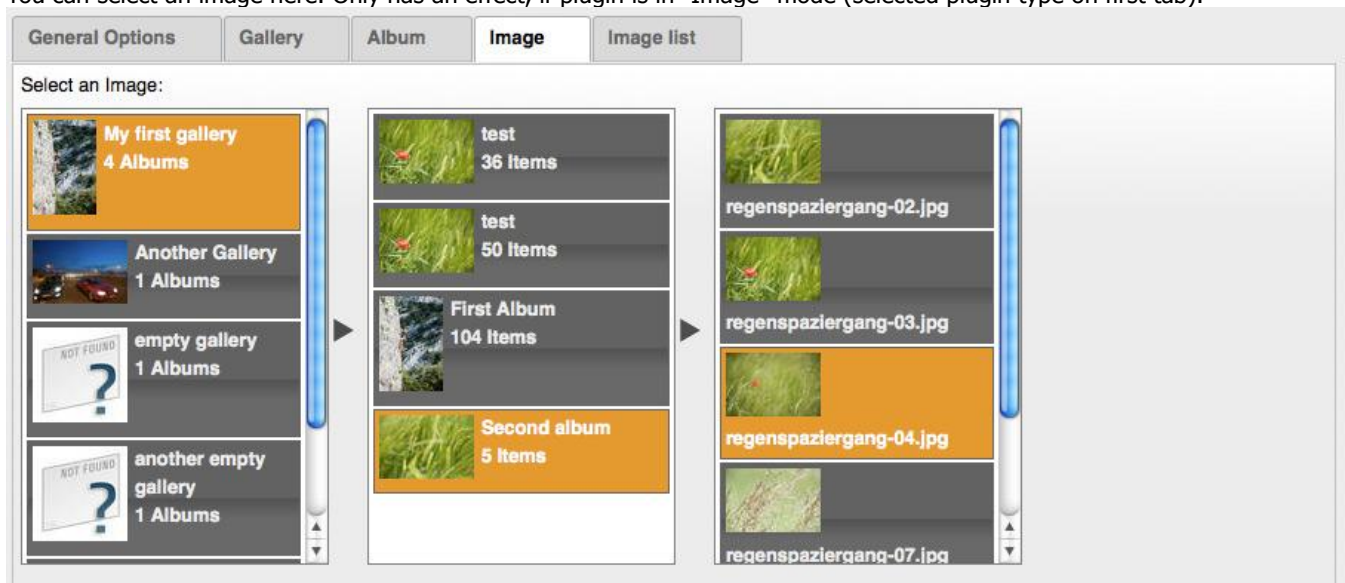 You can select an image here. Only has an effect, if plugin is in "Image" mode (selected plugin type on first tab).
General Options
Gallery
Album
Image
Image list
Select an Image:
My first gallery
4 Albums
Another Gallery
1 Albums
NOT FOUND
empty gallery
1 Albums
NOT FOUND
another empty
gallery
1 Albums
test
36 Items
test
50 Items
First Album
104 Items
Second album
5 Items
regenspaziergang-02.jpg
regenspaziergang-03.jpg
regenspaziergang-04.jpg
regenspaziergang-07.jpg